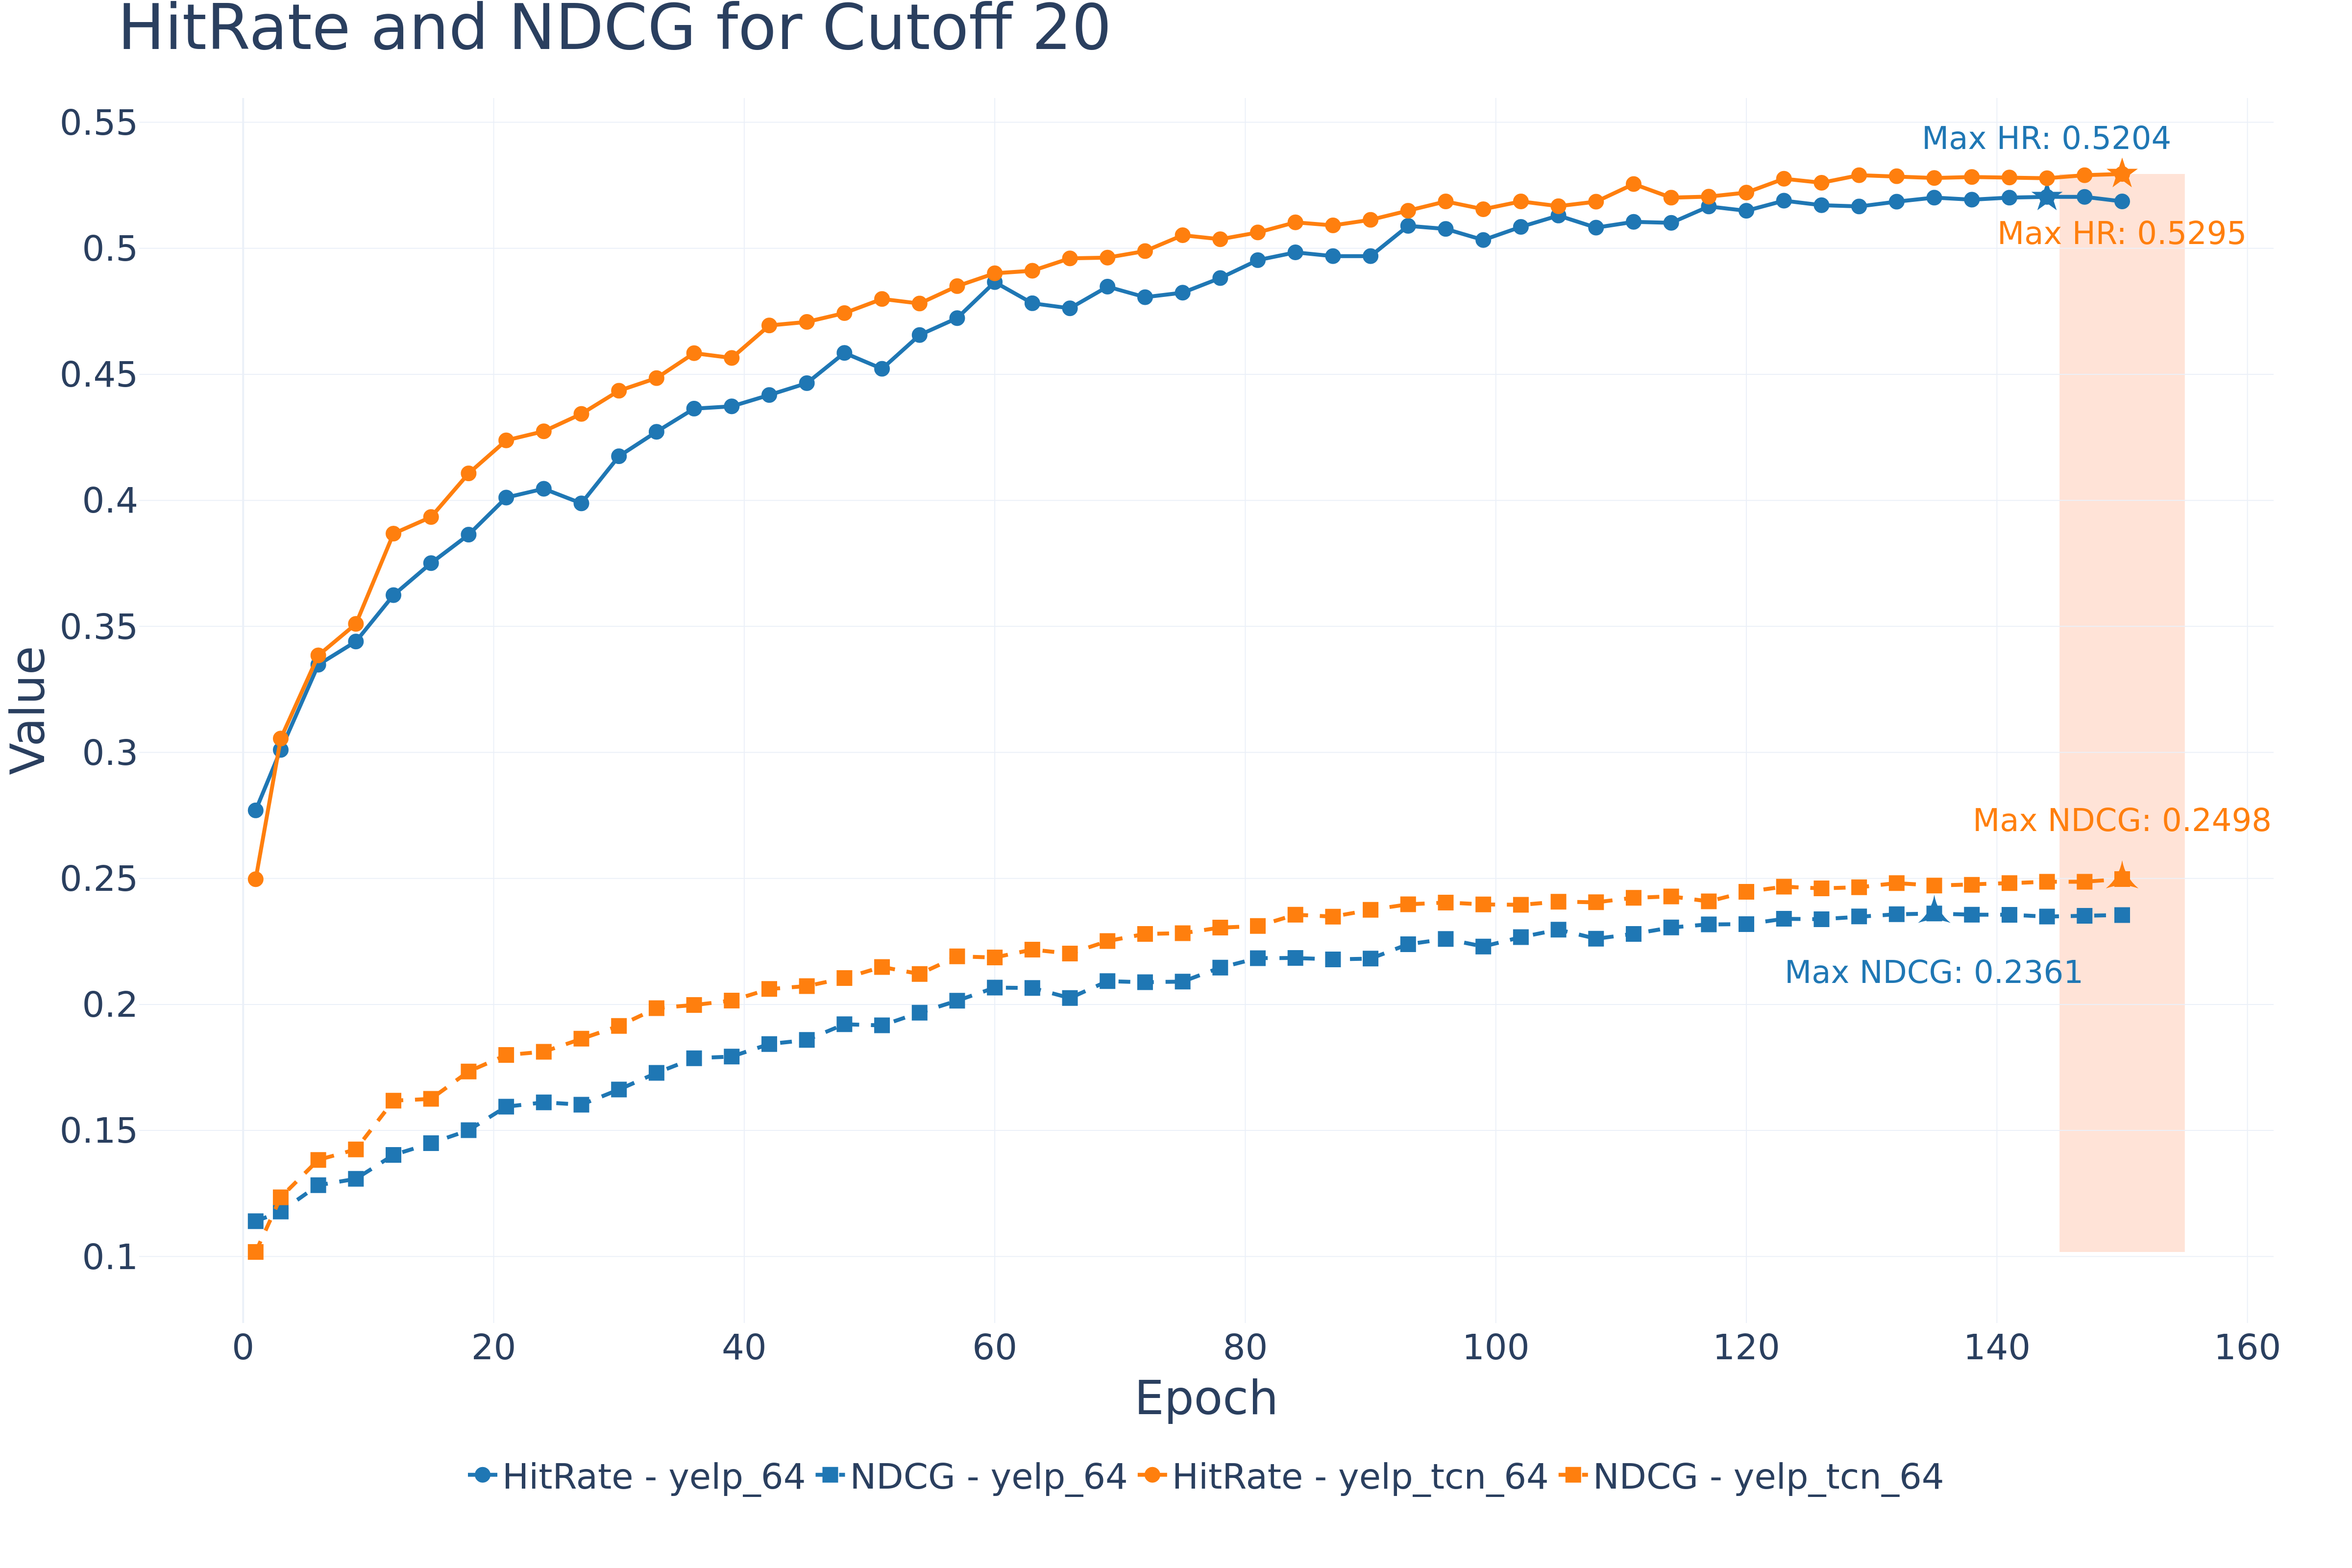 HitRate and NDCG for Cutoff 20
0.55
0.5
0.45
0.4
0.35
0.3
0.25
0.2
0.15
0.1
Value
Max HR: 0.5204
Max HR: 0.5295
Max NDCG: 0.2498
Max NDCG: 0.2361
0 20 40 60 80 100 120 140 160
Epoch
HitRate - yelp_64 NDCG - yelp_64 HitRate - yelp_tcn_64 NDCG - yelp_tcn_64